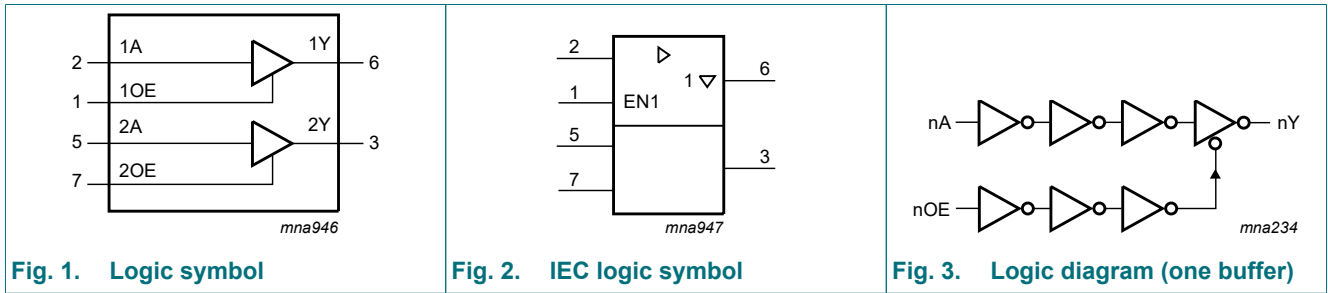 1A 1Y
2 6
1OE
1
2A 2Y
5 3
2OE
7
mna946
Fig. 1. Logic symbol
2
1 6
1 EN1
5
3
7
mna947
Fig. 2. IEC logic symbol
nA nY
nOE
mna234
Fig. 3. Logic diagram (one buffer)